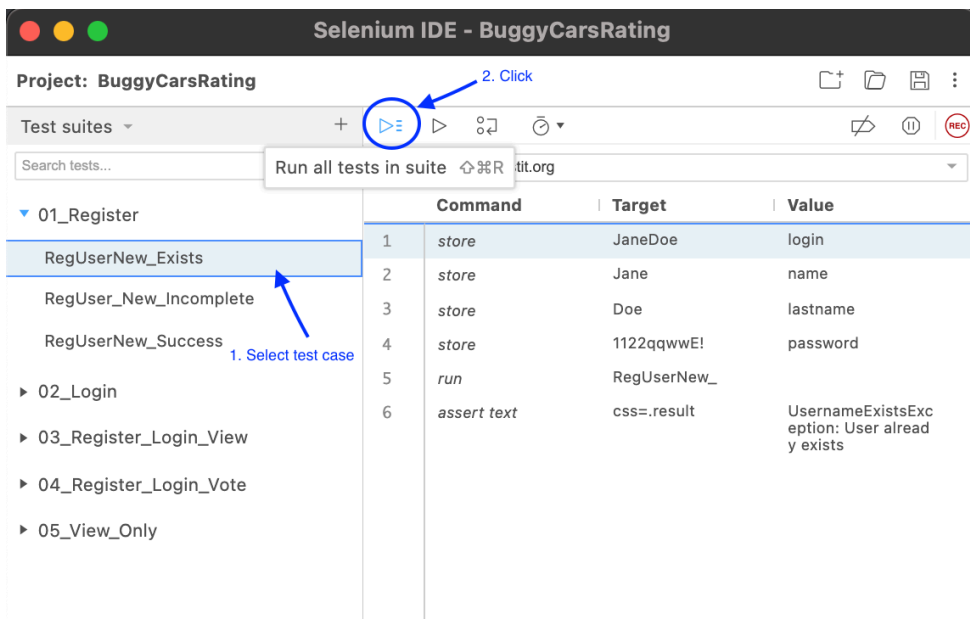 Selenium IDE - BuggyCarsRating
Project: BuggyCarsRating
2. Click
Test suites
REC
Search tests...
Run all tests in suite ⇧⌘R
tit.org
Command Target Value
01_Register
RegUserNew_Exists
RegUser_New_Incomplete
RegUserNew_Success
1. Select test case
02_Login
03_Register_Login_View
04_Register_Login_Vote
05_View_Only
1 store JaneDoe login
2 store Jane name
3 store Doe lastname
4 store 1122qqwwE! password
5 run RegUserNew_
6 assert text css=.result UsernameExistsExc
eption: User alread
y exists